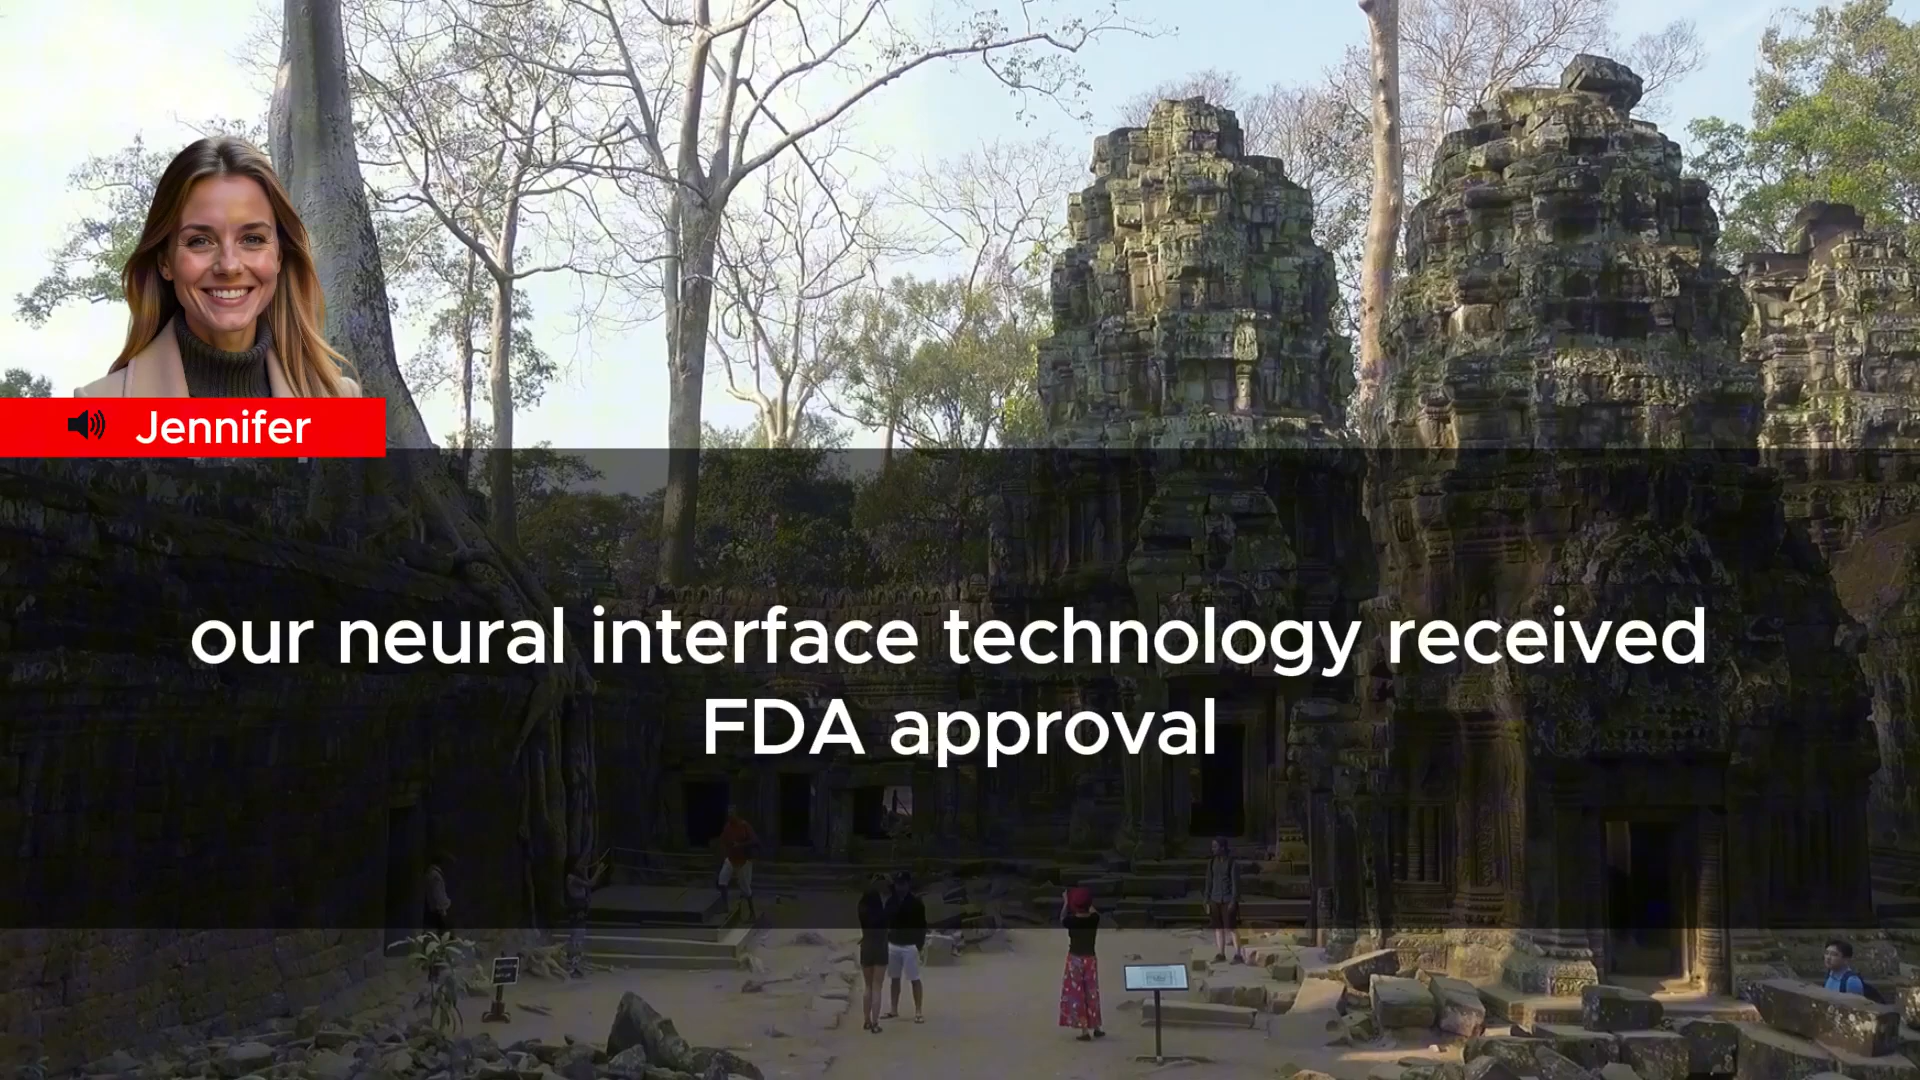 Jennifer
our neural interface technology received
FDA approval